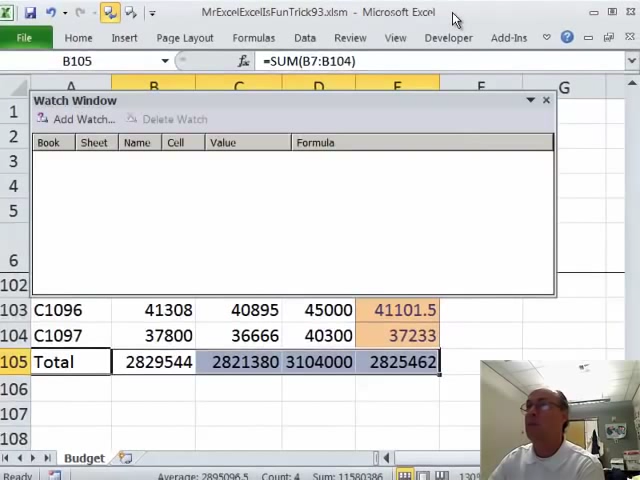 MrExcelExcelIsFunTrick93.xlsm - Microsoft Excel
File Home Insert Page Layout Formulas Data Review View Developer Add-Ins
B105 fx =SUM(B7:B104)
A B C D E F G
Watch Window
Add Watch... Delete Watch
Book Sheet Name Cell Value Formula
1
2
3
4
5
6
102
103 C1096 41308 40895 45000 41101.5
104 C1097 37800 36666 40300 37233
105 Total 2829544 2821380 3104000 2825462
106
107
108
Budget
Ready Average: 2895096.5 Count: 4 Sum: 11580386 130%